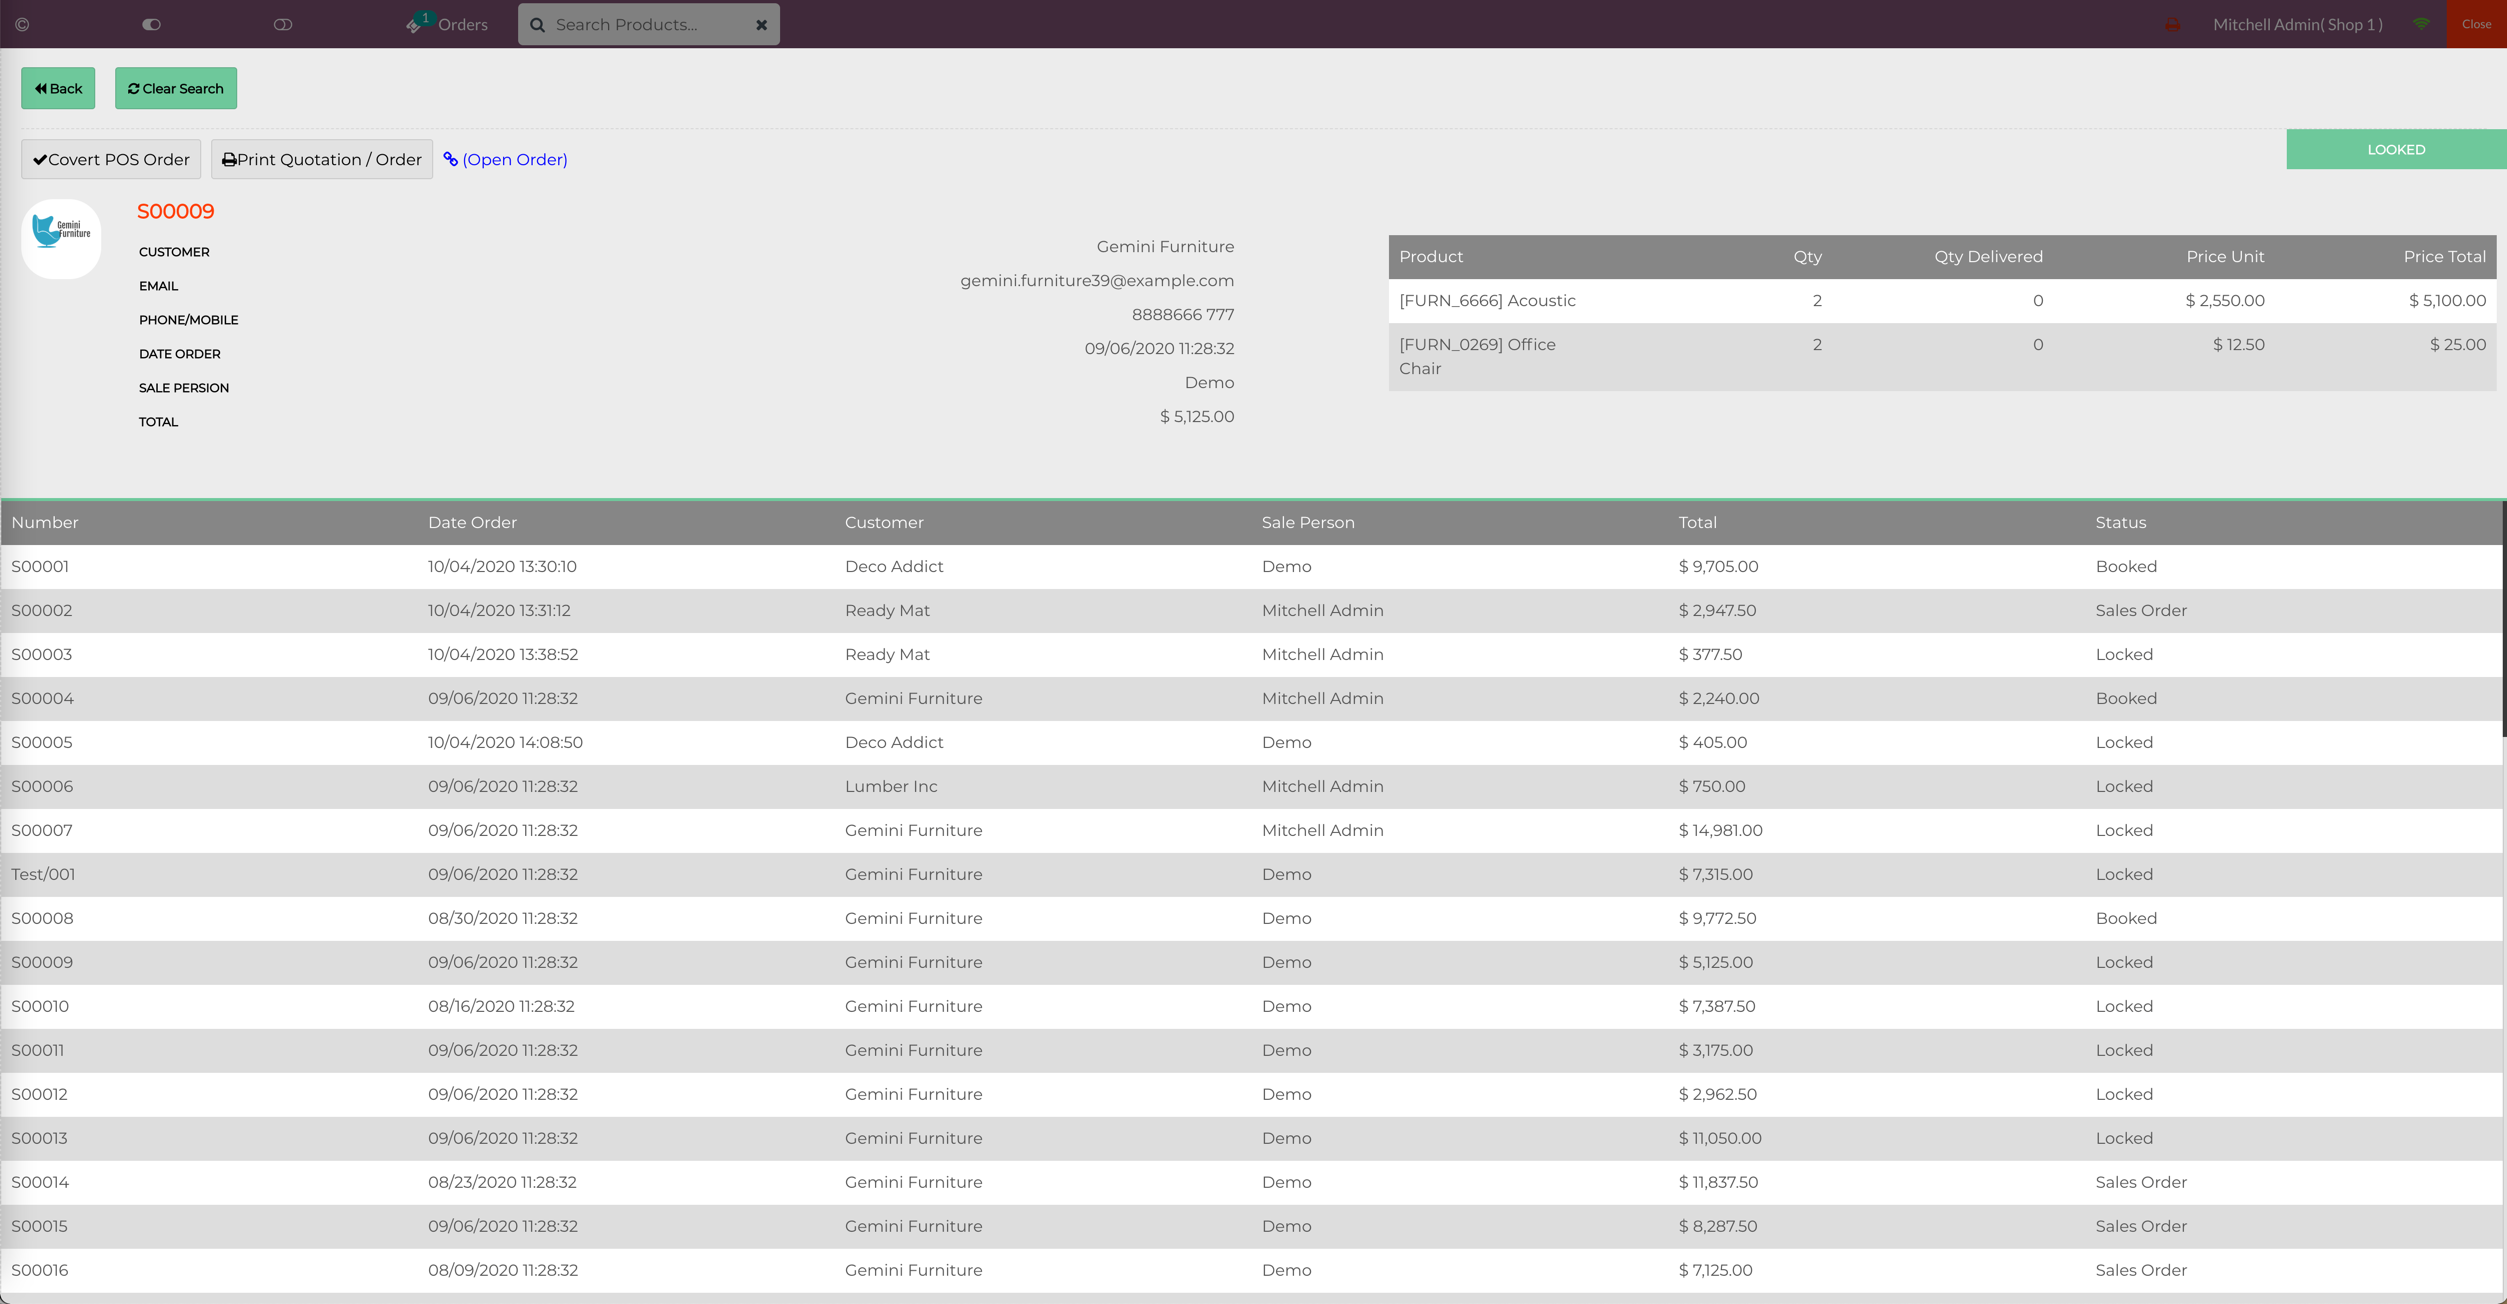 © 1 Orders Search Products... Mitchell Admin( Shop 1 ) Close
Back Clear Search
Covert POS Order Print Quotation / Order (Open Order) LOOKED
Gemini
Furniture
S00009
CUSTOMER Gemini Furniture
EMAIL gemini.furniture39@example.com
PHONE/MOBILE 8888666 777
DATE ORDER 09/06/2020 11:28:32
SALE PERSION Demo
TOTAL $ 5,125.00
Product Qty Qty Delivered Price Unit Price Total
[FURN_6666] Acoustic 2 0 $ 2,550.00 $ 5,100.00
[FURN_0269] Office 2 0 $ 12.50 $ 25.00
Chair
Number Date Order Customer Sale Person Total Status
S00001 10/04/2020 13:30:10 Deco Addict Demo $ 9,705.00 Booked
S00002 10/04/2020 13:31:12 Ready Mat Mitchell Admin $ 2,947.50 Sales Order
S00003 10/04/2020 13:38:52 Ready Mat Mitchell Admin $ 377.50 Locked
S00004 09/06/2020 11:28:32 Gemini Furniture Mitchell Admin $ 2,240.00 Booked
S00005 10/04/2020 14:08:50 Deco Addict Demo $ 405.00 Locked
S00006 09/06/2020 11:28:32 Lumber Inc Mitchell Admin $ 750.00 Locked
S00007 09/06/2020 11:28:32 Gemini Furniture Mitchell Admin $ 14,981.00 Locked
Test/001 09/06/2020 11:28:32 Gemini Furniture Demo $ 7,315.00 Locked
S00008 08/30/2020 11:28:32 Gemini Furniture Demo $ 9,772.50 Booked
S00009 09/06/2020 11:28:32 Gemini Furniture Demo $ 5,125.00 Locked
S00010 08/16/2020 11:28:32 Gemini Furniture Demo $ 7,387.50 Locked
S00011 09/06/2020 11:28:32 Gemini Furniture Demo $ 3,175.00 Locked
S00012 09/06/2020 11:28:32 Gemini Furniture Demo $ 2,962.50 Locked
S00013 09/06/2020 11:28:32 Gemini Furniture Demo $ 11,050.00 Locked
S00014 08/23/2020 11:28:32 Gemini Furniture Demo $ 11,837.50 Sales Order
S00015 09/06/2020 11:28:32 Gemini Furniture Demo $ 8,287.50 Sales Order
S00016 08/09/2020 11:28:32 Gemini Furniture Demo $ 7,125.00 Sales Order